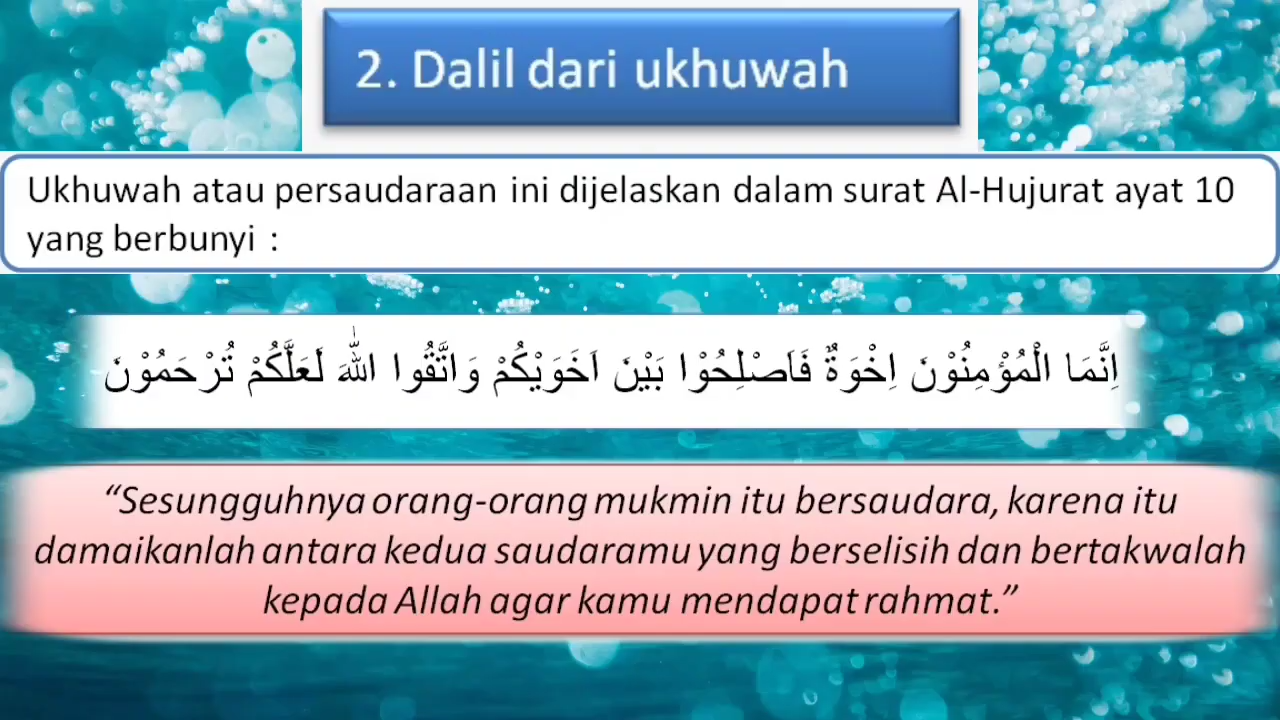 2. Dalil dari ukhuwah
Ukhuwah atau persaudaraan ini dijelaskan dalam surat Al-Hujurat ayat 10
yang berbunyi :
اِنَّمَا الْمُؤْمِنُوْنَ اِخْوَةٌ فَاَصْلِحُوْا بَيْنَ اَخَوَيْكُمْ وَاتَّقُوا اللّٰهَ لَعَلَّكُمْ تُرْحَمُوْنَ
“Sesungguhnya orang-orang mukmin itu bersaudara, karena itu
damaikanlah antara kedua saudaramu yang berselisih dan bertakwalah
kepada Allah agar kamu mendapat rahmat.”